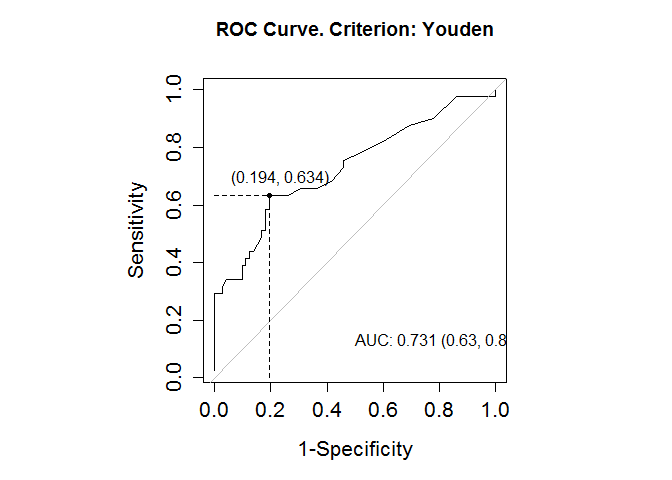 ROC Curve. Criterion: Youden
1.0
0.8
0.6
0.4
0.2
0.0
Sensitivity
(0.194, 0.634)
AUC: 0.731 (0.63, 0.8
0.0 0.2 0.4 0.6 0.8 1.0
1-Specificity